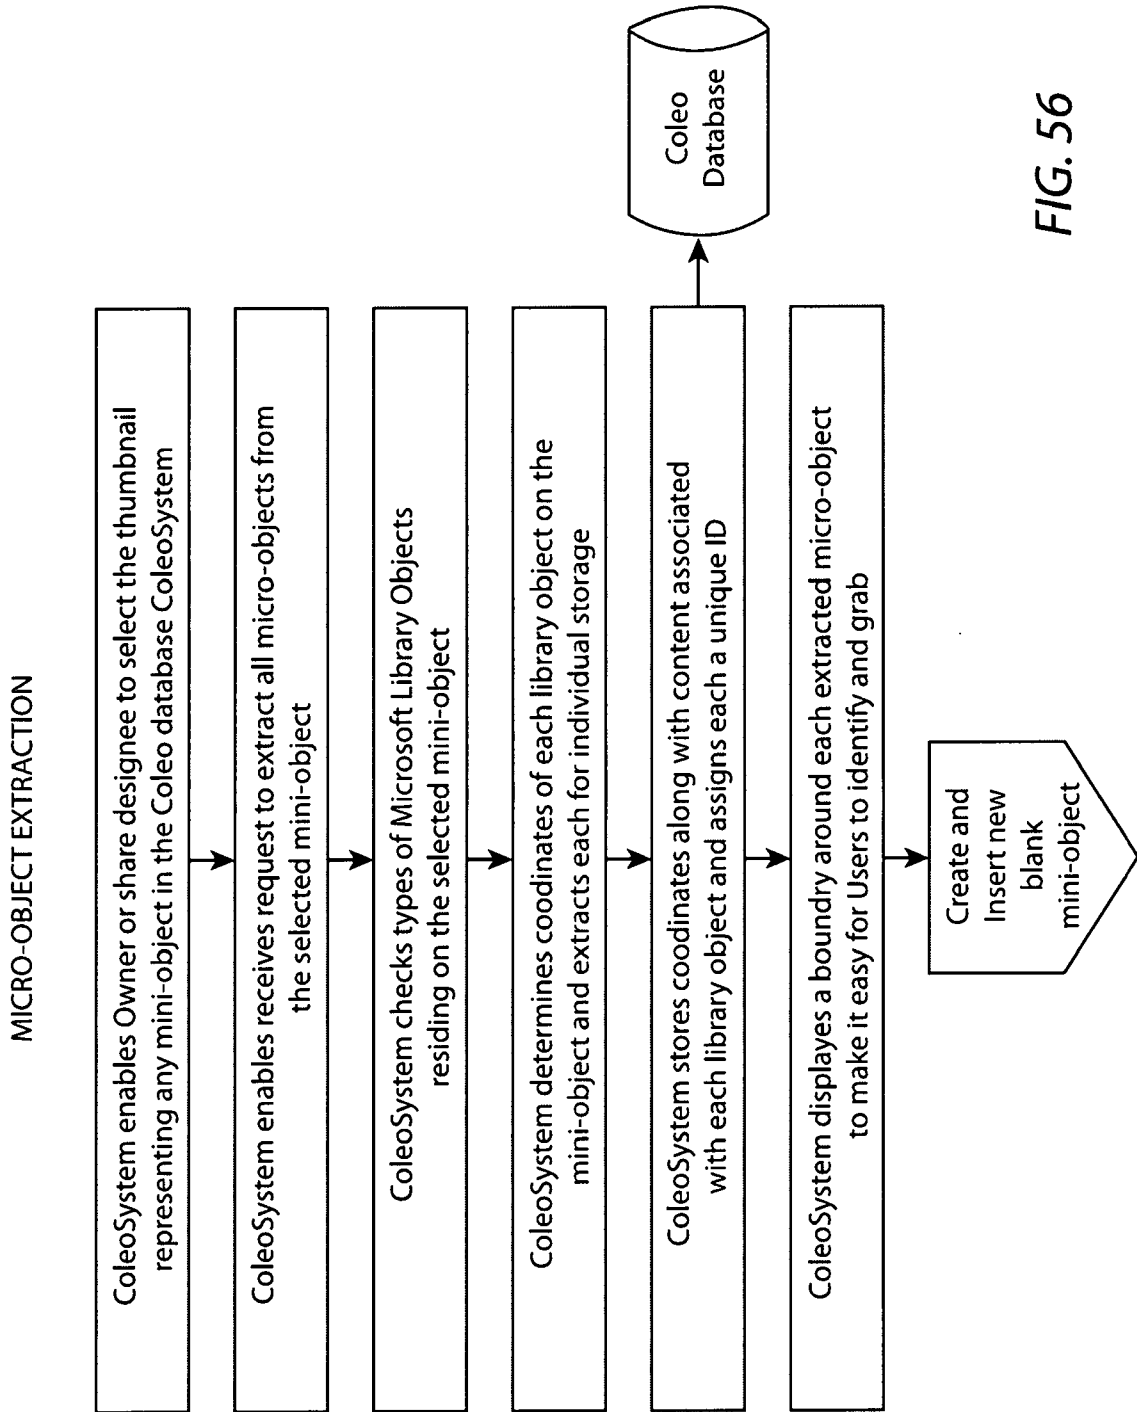 MICRO-OBJECT EXTRACTION
ColeoSystem enables Owner or share designee to select the thumbnail
representing any mini-object in the Coleo database ColeoSystem
ColeoSystem enables receives request to extract all micro-objects from
the selected mini-object
ColeoSystem checks types of Microsoft Library Objects
residing on the selected mini-object
ColeoSystem determines coodinates of each library object on the
mini-object and extracts each for individual storage
ColeoSystem stores coodinates along with content associated
with each library object and assigns each a unique ID
Coleo
Database
ColeoSystem displayes a boundry around each extracted micro-object
to make it easy for Users to identify and grab
Create and
Insert new
blank
mini-object
FIG. 56